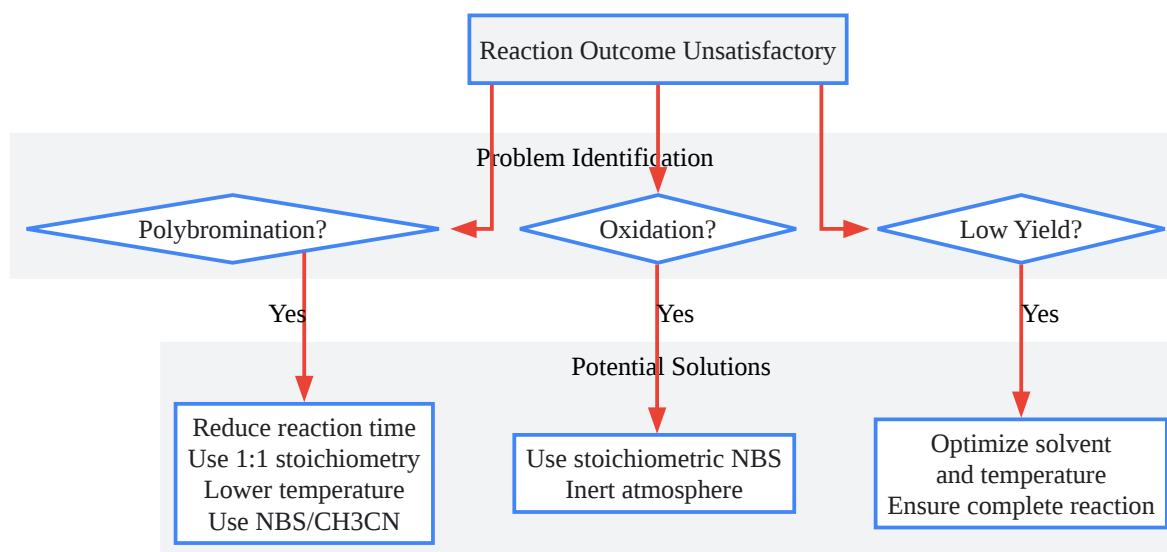 Reaction Outcome Unsatisfactory
Problem Identification
Polybromination?
Oxidation?
Low Yield?
Yes
Yes
Yes
Potential Solutions
Reduce reaction time
Use 1:1 stoichiometry
Lower temperature
Use NBS/CH3CN
Use stoichiometric NBS
Inert atmosphere
Optimize solvent
and temperature
Ensure complete reaction